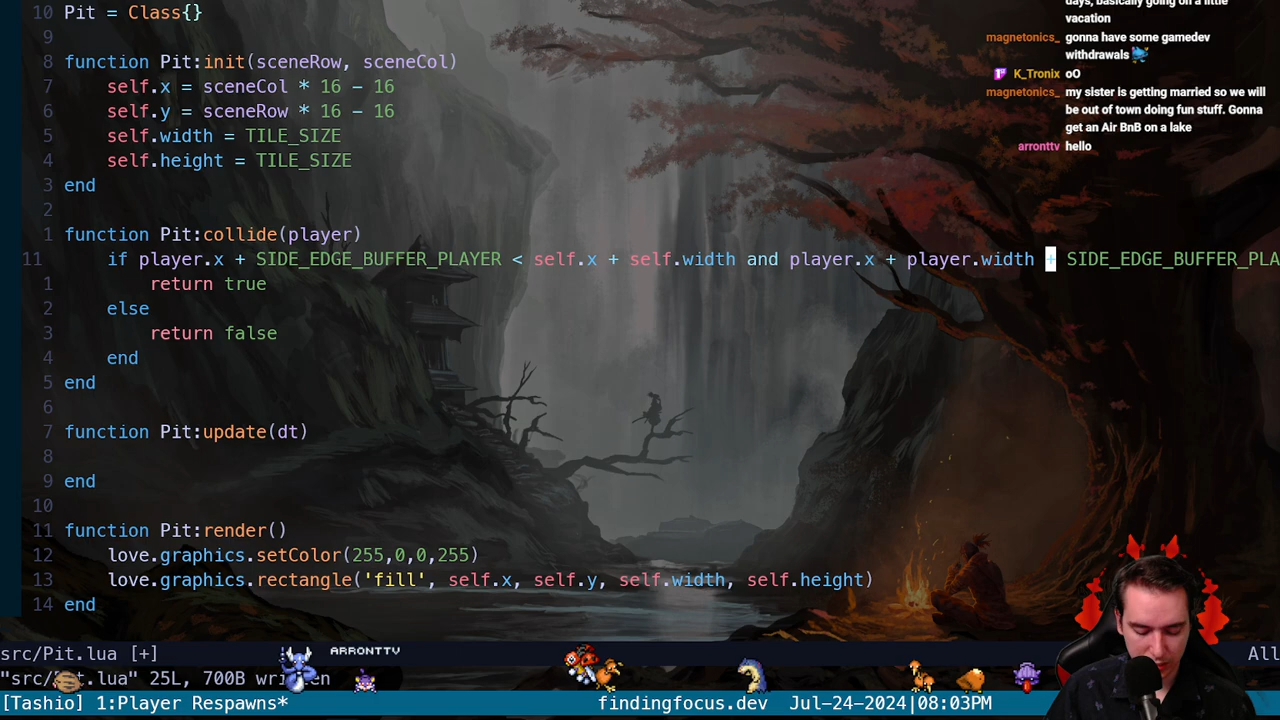 10 Pit = Class{}
9
8 function Pit:init(sceneRow, sceneCol)
7 self.x = sceneCol * 16 - 16
6 self.y = sceneRow * 16 - 16
5 self.width = TILE_SIZE
4 self.height = TILE_SIZE
3 end
2
1 function Pit:collide(player)
11 if player.x + SIDE_EDGE_BUFFER_PLAYER < self.x + self.width and player.x + player.width + SIDE_EDGE_BUFFER_PLA
1 return true
2 else
3 return false
4 end
5 end
6
7 function Pit:update(dt)
8
9 end
10
11 function Pit:render()
12 love.graphics.setColor(255,0,0,255)
13 love.graphics.rectangle('fill', self.x, self.y, self.width, self.height)
14 end
days, basically going on a little
vacation
magnetonics_ gonna have some gamedev
withdrawals
K_Tronix oO
magnetonics_ my sister is getting married so we will
be out of town doing fun stuff. Gonna
get an Air BnB on a lake
arronttv hello
src/Pit.lua [+] ARRONTTV All
"src/ .lua" 25L, 700B
[Tashio] 1:Player Respawns* findingfocus.dev Jul-24-2024|08:03PM